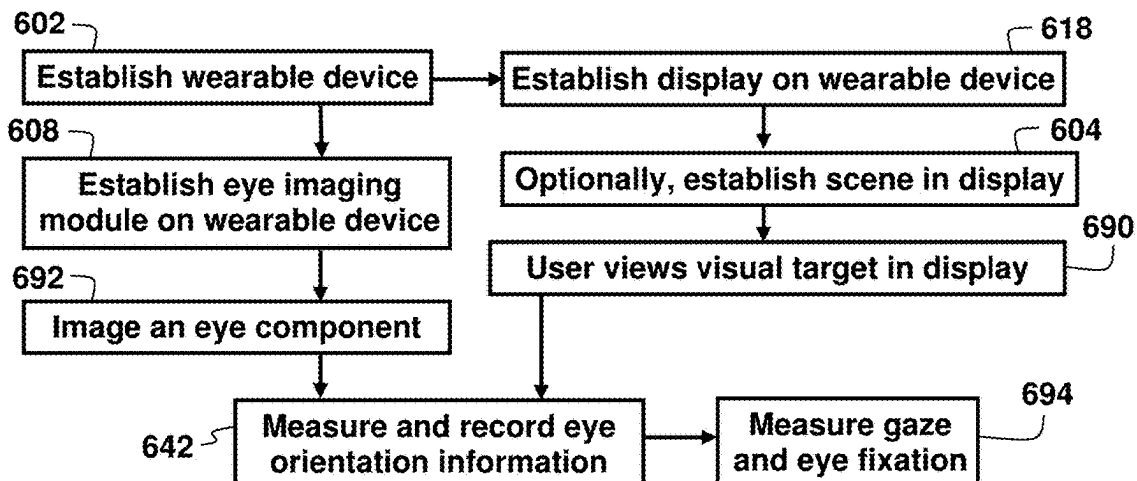 602
Establish wearable device
618
Establish display on wearable device
608
Establish eye imaging
module on wearable device
604
Optionally, establish scene in display
690
User views visual target in display
692
Image an eye component
642
Measure and record eye
orientation information
694
Measure gaze
and eye fixation